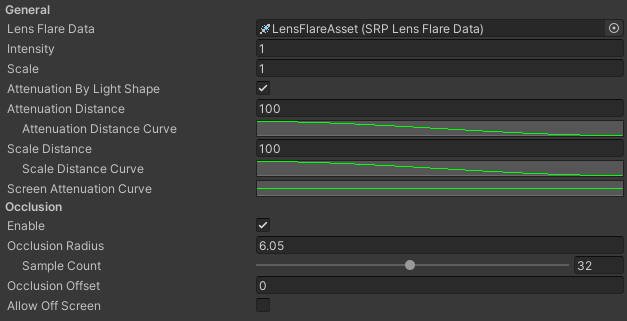 General
Lens Flare Data LensFlareAsset (SRP Lens Flare Data)
Intensity 1
Scale 1
Attenuation By Light Shape
Attenuation Distance 100
Attenuation Distance Curve
Scale Distance 100
Scale Distance Curve
Screen Attenuation Curve
Occlusion
Enable
Occlusion Radius 6.05
Sample Count 32
Occlusion Offset 0
Allow Off Screen